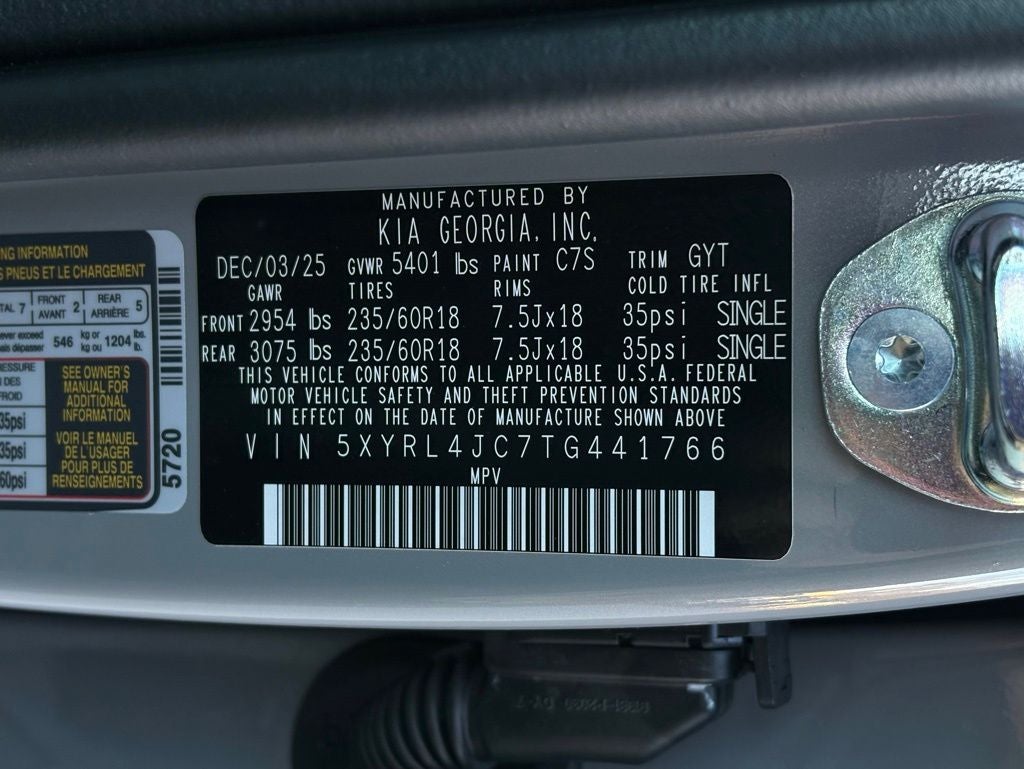 MANUFACTURED BY
KIA GEORGIA, INC.
DEC/03/25 GVWR 5401 lbs PAINT C7S TRIM GYT
GAWR TIRES RIMS COLD TIRE INFL
FRONT 2954 lbs 235/60R18 7.5Jx18 35psi SINGLE
REAR 3075 lbs 235/60R18 7.5Jx18 35psi SINGLE
THIS VEHICLE CONFORMS TO ALL APPLICABLE U.S.A. FEDERAL
MOTOR VEHICLE SAFETY AND THEFT PREVENTION STANDARDS
IN EFFECT ON THE DATE OF MANUFACTURE SHOWN ABOVE
VIN 5XYRL4JC7TG441766
MPV
INFORMATION
PNEUS ET LE CHARGEMENT
7 FRONT AVANT 2 REAR ARRIÈRE 5
exceed 546 kg or 1204 lbs.
dépasser kg ou lb.
SEE OWNER'S
MANUAL FOR
ADDITIONAL
INFORMATION
VOIR LE MANUEL
DE L'USAGER
POUR PLUS DE
RENSEIGNEMENTS
DES
35psi
35psi
60psi
5720